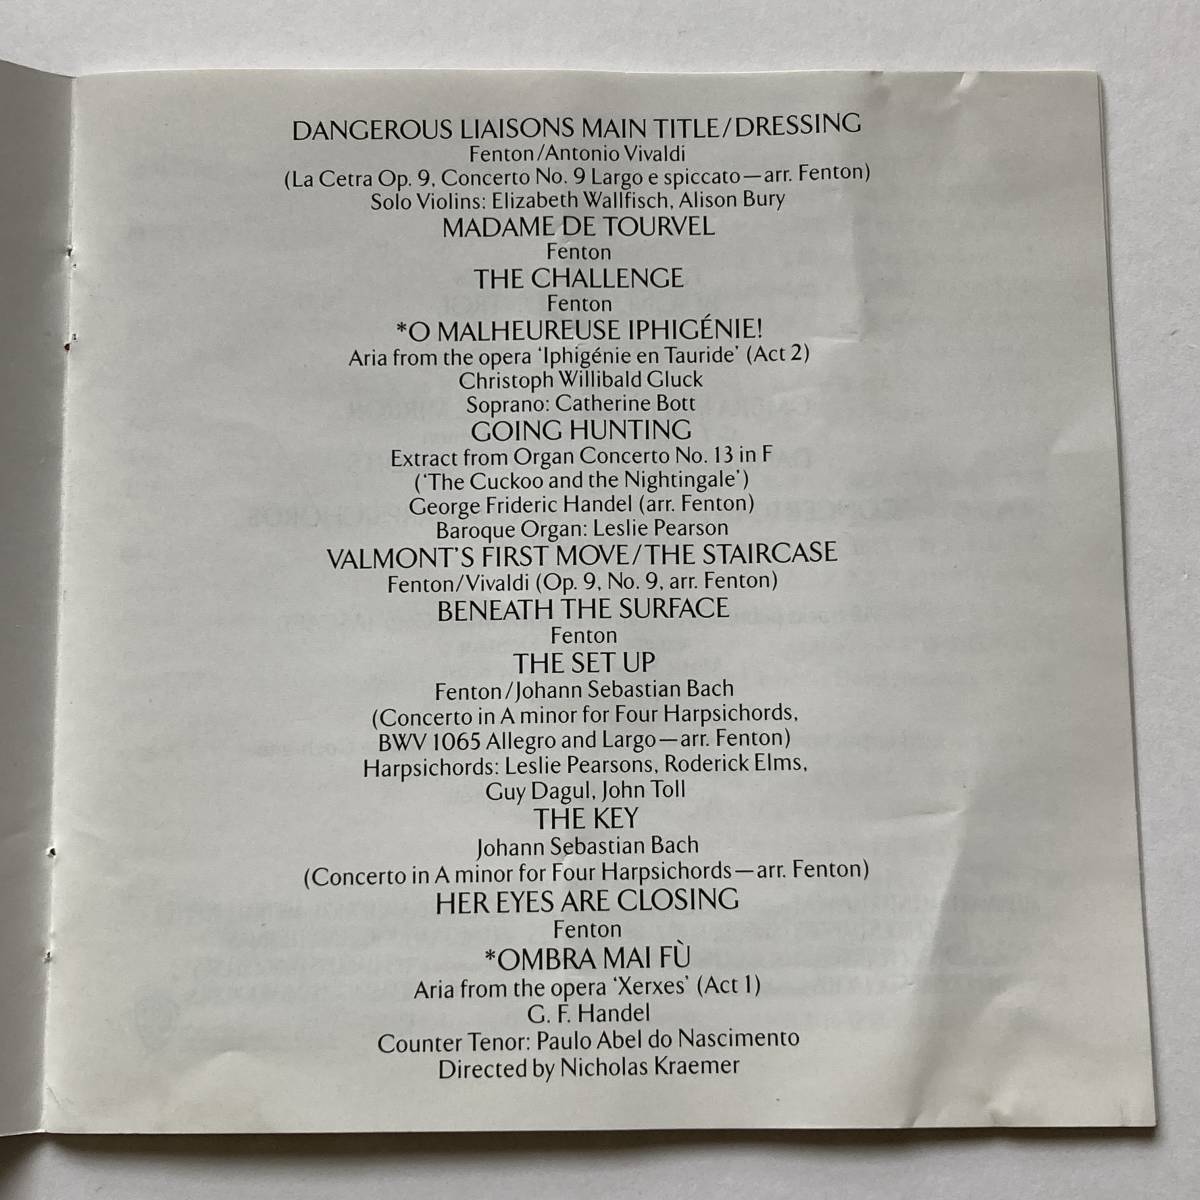 DANGEROUS LIAISONS MAIN TITLE/DRESSING
Fenton/Antonio Vivaldi
(La Cetra Op. 9, Concerto No. 9 Largo e spiccato—arr. Fenton)
Solo Violins: Elizabeth Wallfisch, Alison Bury
MADAME DE TOURVEL
Fenton
THE CHALLENGE
Fenton
*O MALHEUREUSE IPHIGÉNIE!
Aria from the opera ‘Iphigénie en Tauride’ (Act 2)
Christoph Willibald Gluck
Soprano: Catherine Bott
GOING HUNTING
Extract from Organ Concerto No. 13 in F
(‘The Cuckoo and the Nightingale’)
George Frideric Handel (arr. Fenton)
Baroque Organ: Leslie Pearson
VALMONT'S FIRST MOVE/THE STAIRCASE
Fenton/Vivaldi (Op. 9, No. 9, arr. Fenton)
BENEATH THE SURFACE
Fenton
THE SET UP
Fenton/Johann Sebastian Bach
(Concerto in A minor for Four Harpsichords,
BWV 1065 Allegro and Largo—arr. Fenton)
Harpsichords: Leslie Pearsons, Roderick Elms,
Guy Dagul, John Toll
THE KEY
Johann Sebastian Bach
(Concerto in A minor for Four Harpsichords—arr. Fenton)
HER EYES ARE CLOSING
Fenton
*OMBRA MAI FÙ
Aria from the opera ‘Xerxes’ (Act 1)
G. F. Handel
Counter Tenor: Paulo Abel do Nascimento
Directed by Nicholas Kraemer